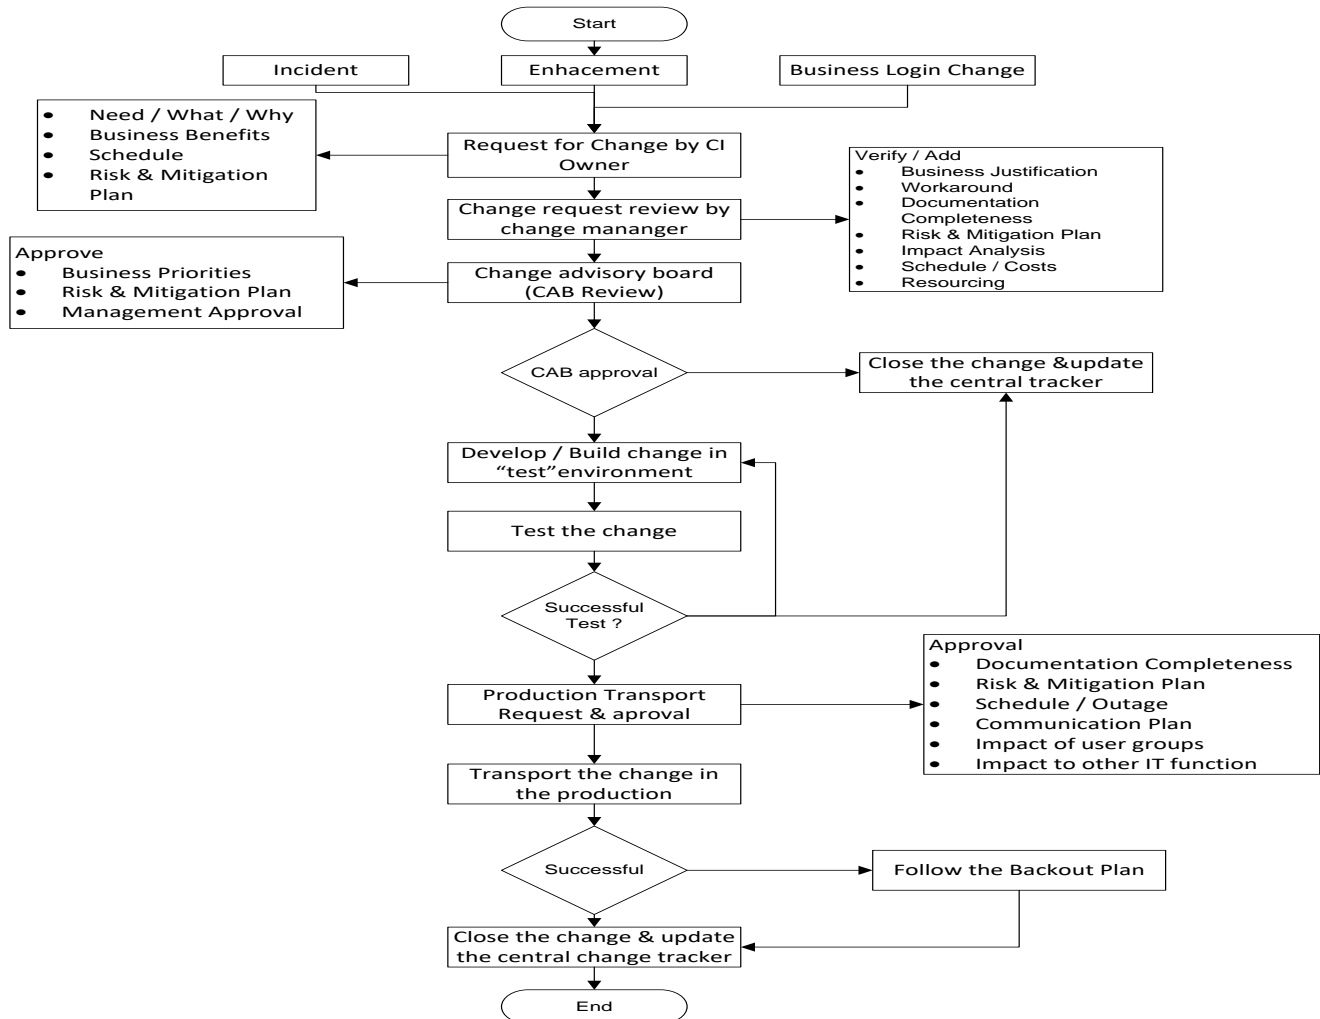 Start
Incident
Enhacement
Business Login Change
• Need / What / Why
• Business Benefits
• Schedule
• Risk & Mitigation
Plan
Request for Change by CI
Owner
Verify / Add
• Business Justification
• Workaround
• Documentation
Completeness
• Risk & Mitigation Plan
• Impact Analysis
• Schedule / Costs
• Resourcing
Change request review by
change mananger
Approve
• Business Priorities
• Risk & Mitigation Plan
• Management Approval
Change advisory board
(CAB Review)
CAB approval
Close the change &update
the central tracker
Develop / Build change in
“test”environment
Test the change
Successful
Test ?
Approval
• Documentation Completeness
• Risk & Mitigation Plan
• Schedule / Outage
• Communication Plan
• Impact of user groups
• Impact to other IT function
Production Transport
Request & aproval
Transport the change in
the production
Successful
Follow the Backout Plan
Close the change & update
the central change tracker
End